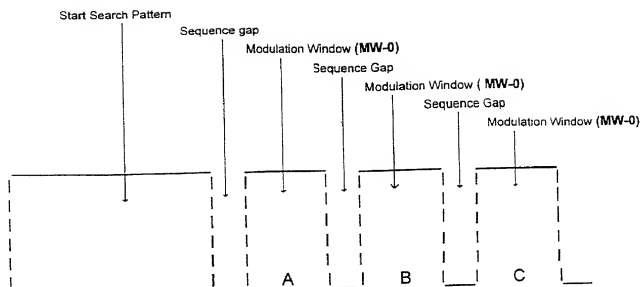 Start Search Pattern
Sequence gap
Modulation Window (MW-0)
Sequence Gap
Modulation Window ( MW-0)
Sequence Gap
Modulation Window (MW-0)
A
B
C